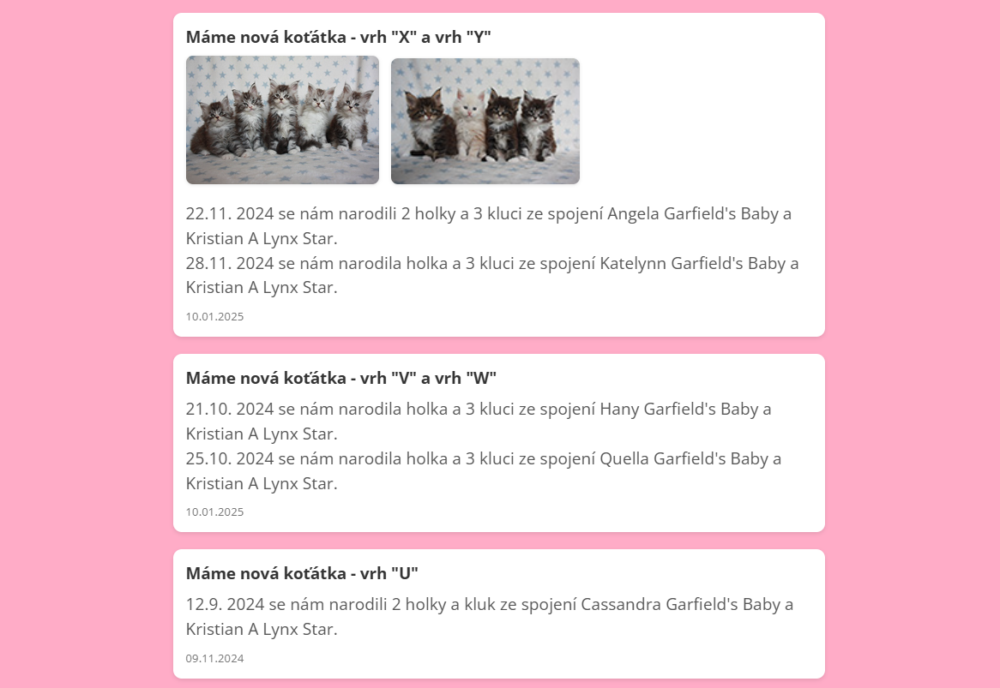 Máme nová koťátka - vrh "X" a vrh "Y"
22.11. 2024 se nám narodili 2 holky a 3 kluci ze spojení Angela Garfield's Baby a
Kristian A Lynx Star.
28.11. 2024 se nám narodila holka a 3 kluci ze spojení Katelynn Garfield's Baby a
Kristian A Lynx Star.
10.01.2025
Máme nová koťátka - vrh "V" a vrh "W"
21.10. 2024 se nám narodila holka a 3 kluci ze spojení Hany Garfield's Baby a
Kristian A Lynx Star.
25.10. 2024 se nám narodila holka a 3 kluci ze spojení Quella Garfield's Baby a
Kristian A Lynx Star.
10.01.2025
Máme nová koťátka - vrh "U"
12.9. 2024 se nám narodili 2 holky a kluk ze spojení Cassandra Garfield's Baby a
Kristian A Lynx Star.
09.11.2024